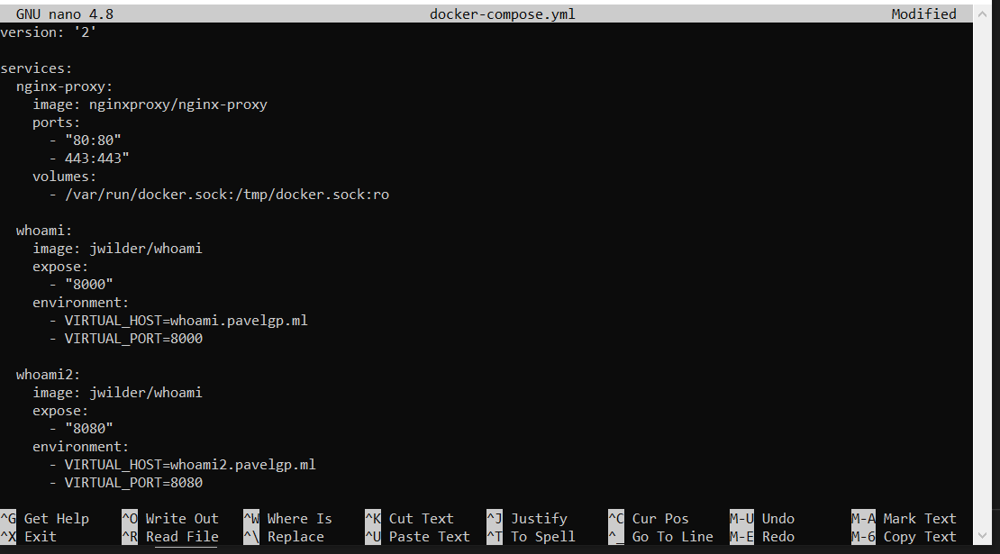 GNU nano 4.8 docker-compose.yml Modified
version: '2'
services:
nginx-proxy:
image: nginxproxy/nginx-proxy
ports:
- "80:80"
- 443:443"
volumes:
- /var/run/docker.sock:/tmp/docker.sock:ro
whoami:
image: jwilder/whoami
expose:
- "8000"
environment:
- VIRTUAL_HOST=whoami.pavelgp.ml
- VIRTUAL_PORT=8000
whoami2:
image: jwilder/whoami
expose:
- "8080"
environment:
- VIRTUAL_HOST=whoami2.pavelgp.ml
- VIRTUAL_PORT=8080
^G Get Help ^O Write Out ^W Where Is ^K Cut Text ^J Justify ^C Cur Pos M-U Undo M-A Mark Text
^X Exit ^R Read File ^\ Replace ^U Paste Text ^T To Spell ^_ Go To Line M-E Redo M-6 Copy Text